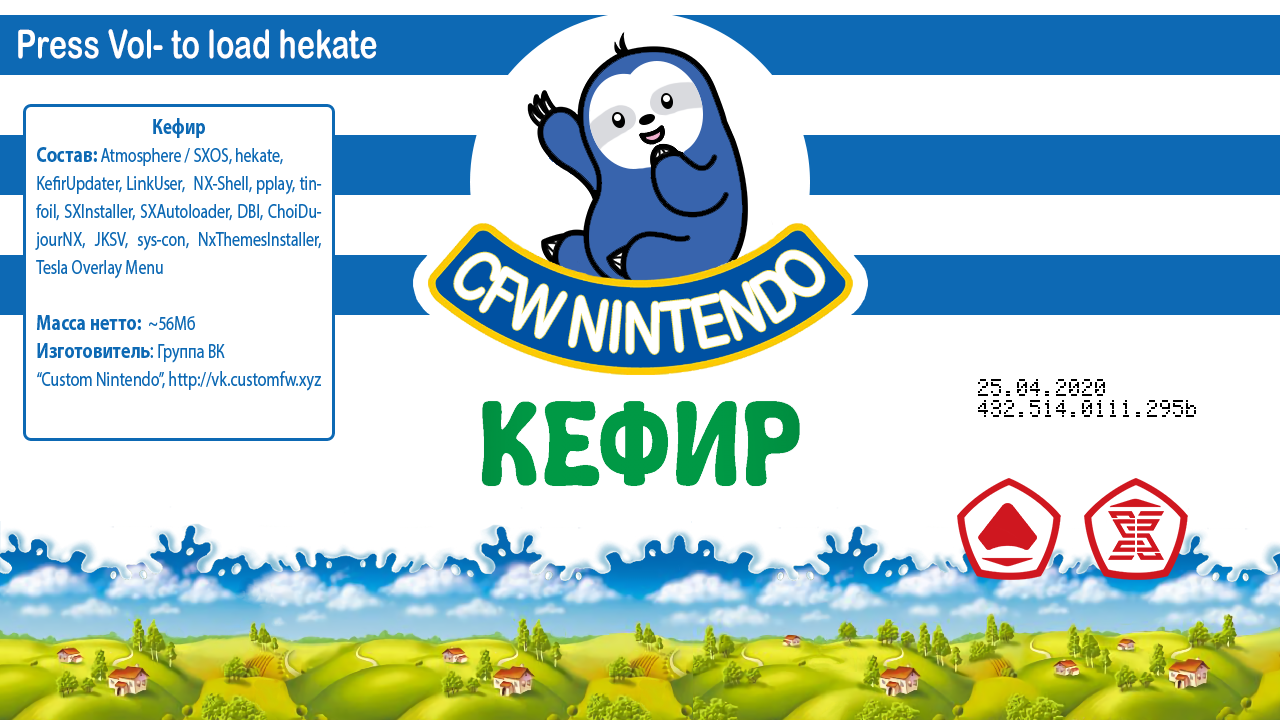 Press Vol- to load hekate
Кефир
Состав: Atmosphere / SXOS, hekate,
KefirUpdater, LinkUser, NX-Shell, pplay, tin-
foil, SXInstaller, SXAutoloader, DBI, ChoiDu-
jourNX, JKSV, sys-con, NxThemesInstaller,
Tesla Overlay Menu
Масса нетто: ~56Мб
Изготовитель: Группа ВК
“Custom Nintendo”, http://vk.customfw.xyz
CFW NINTENDO
КЕФИР
25.04.2020
432.514.0111.295b